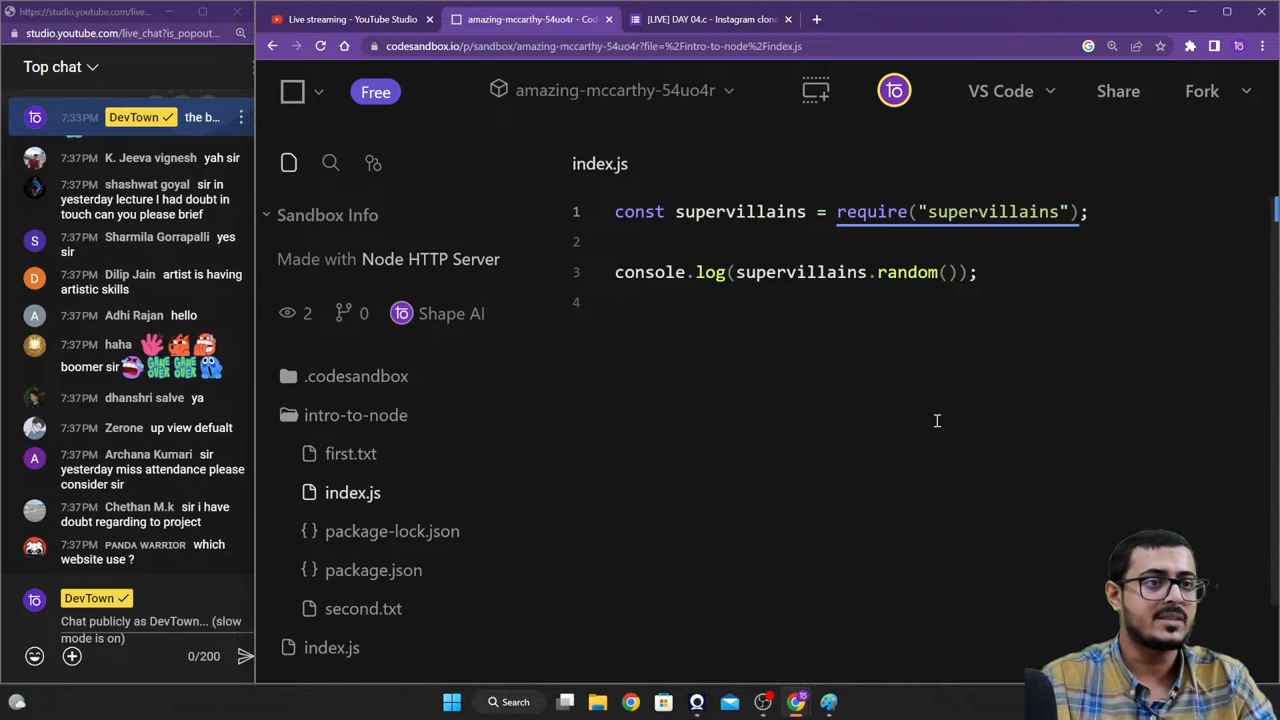 Live streaming - YouTube Studio
amazing-mccarthy-54uo4r - Cod
[LIVE] DAY 04.c - Instagram clone
https://studio.youtube.com/live_chat?is_popout...
studio.youtube.com/live_chat?is_popout...
codesandbox.io/p/sandbox/amazing-mccarthy-54uo4r?file=%2Fintro-to-node%2Findex.js
Top chat
7:33PM DevTown the b...
K. Jeeva vignesh yah sir
7:37PM shashwat goyal sir in
yesterday lecture I had doubt in
touch can you please brief
7:37PM Sharmila Gorrapalli yes
sir
7:37PM Dilip Jain artist is having
artistic skills
7:37PM Adhi Rajan hello
7:37PM haha
boomer sir GAME OVER GAME OVER
7:37PM dhanshri salve ya
7:37PM Zerone up view defualt
7:37PM Archana Kumari sir
yesterday miss attendance please
consider sir
7:37PM Chethan M.k sir i have
doubt regarding to project
7:37PM PANDA WARRIOR which
website use ?
DevTown
Chat publicly as DevTown... (slow
mode is on)
0/200
Free
amazing-mccarthy-54uo4r
VS Code
Share
Fork
Sandbox Info
Made with Node HTTP Server
2
0
Shape AI
.codesandbox
intro-to-node
first.txt
index.js
package-lock.json
package.json
second.txt
index.js
index.js
1 const supervillains = require("supervillains");
2
3 console.log(supervillains.random());
4
Search